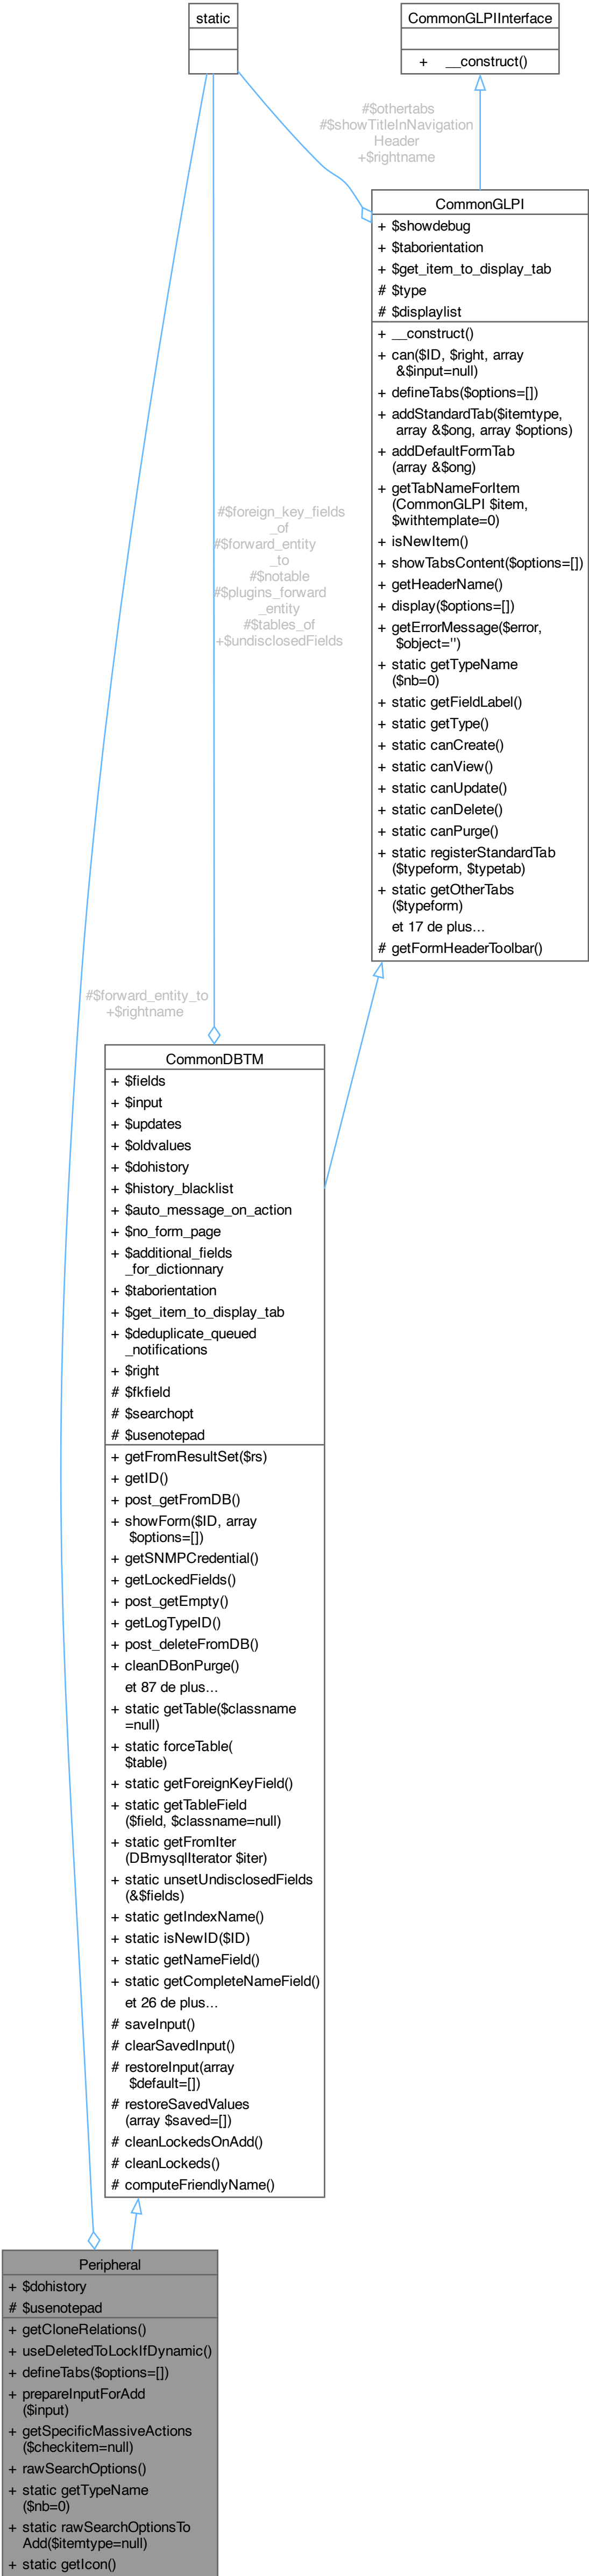 static
CommonGLPIInterface
+ __construct()
#$othertabs
#$showTitleInNavigation
Header
+$rightname
CommonGLPI
+ $showdebug
+ $taborientation
+ $get_item_to_display_tab
# $type
# $displaylist
+ __construct()
+ can($ID, $right, array
&$input=null)
+ defineTabs($options=[])
+ addStandardTab($itemtype,
array &$ong, array $options)
+ addDefaultFormTab
(array &$ong)
+ getTabNameForItem
(CommonGLPI $item,
$withtemplate=0)
+ isNewItem()
+ showTabsContent($options=[])
+ getHeaderName()
+ display($options=[])
+ getErrorMessage($error,
$object='')
+ static getTypeName
($nb=0)
+ static getFieldLabel()
+ static getType()
+ static canCreate()
+ static canView()
+ static canUpdate()
+ static canDelete()
+ static canPurge()
+ static registerStandardTab
($typeform, $typetab)
+ static getOtherTabs
($typeform)
et 17 de plus...
# getFormHeaderToolbar()
#$foreign_key_fields
_of
#$forward_entity
_to
#$notable
#$plugins_forward
_entity
#$tables_of
+$undisclosedFields
#$forward_entity_to
+$rightname
CommonDBTM
+ $fields
+ $input
+ $updates
+ $oldvalues
+ $dohistory
+ $history_blacklist
+ $auto_message_on_action
+ $no_form_page
+ $additional_fields
_for_dictionnary
+ $taborientation
+ $get_item_to_display_tab
+ $deduplicate_queued
_notifications
+ $right
# $fkfield
# $searchopt
# $usenotepad
+ getFromResultSet($rs)
+ getID()
+ post_getFromDB()
+ showForm($ID, array
$options=[])
+ getSNMPCredential()
+ getLockedFields()
+ post_getEmpty()
+ getLogTypeID()
+ post_deleteFromDB()
+ cleanDBonPurge()
et 87 de plus...
+ static getTable($classname
=null)
+ static forceTable(
$table)
+ static getForeignKeyField()
+ static getTableField
($field, $classname=null)
+ static getFromIter
(DBmysqlIterator $iter)
+ static unsetUndisclosedFields
(&$fields)
+ static getIndexName()
+ static isNewID($ID)
+ static getNameField()
+ static getCompleteNameField()
et 26 de plus...
# saveInput()
# clearSavedInput()
# restoreInput(array
$default=[])
# restoreSavedValues
(array $saved=[])
# cleanLockedsOnAdd()
# cleanLockeds()
# computeFriendlyName()
Peripheral
+ $dohistory
# $usenotepad
+ getCloneRelations()
+ useDeletedToLockIfDynamic()
+ defineTabs($options=[])
+ prepareInputForAdd
($input)
+ getSpecificMassiveActions
($checkitem=null)
+ rawSearchOptions()
+ static getTypeName
($nb=0)
+ static rawSearchOptionsTo
Add($itemtype=null)
+ static getIcon()